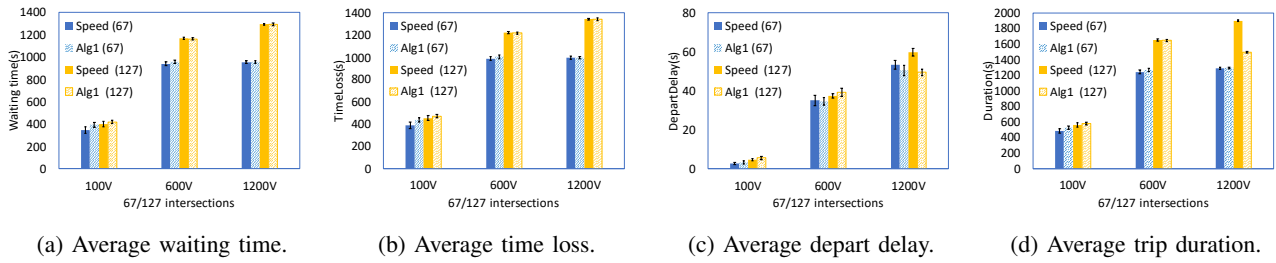 1400
1200
1000
800
600
400
200
0
Waiting time(s)
Speed (67)
Alg1 (67)
Speed (127)
Alg1 (127)
100V 600V 1200V
67/127 intersections
(a) Average waiting time.
1400
1200
1000
800
600
400
200
0
TimeLoss(s)
Speed (67)
Alg1 (67)
Speed (127)
Alg1 (127)
100V 600V 1200V
67/127 intersections
(b) Average time loss.
80
60
40
20
0
DepartDelay(s)
Speed (67)
Alg1 (67)
Speed (127)
Alg1 (127)
100V 600V 1200V
67/127 intersections
(c) Average depart delay.
2000
1800
1600
1400
1200
1000
800
600
400
200
0
Duration(s)
Speed (67)
Alg1 (67)
Speed (127)
Alg1 (127)
100V 600V 1200V
67/127 intersections
(d) Average trip duration.